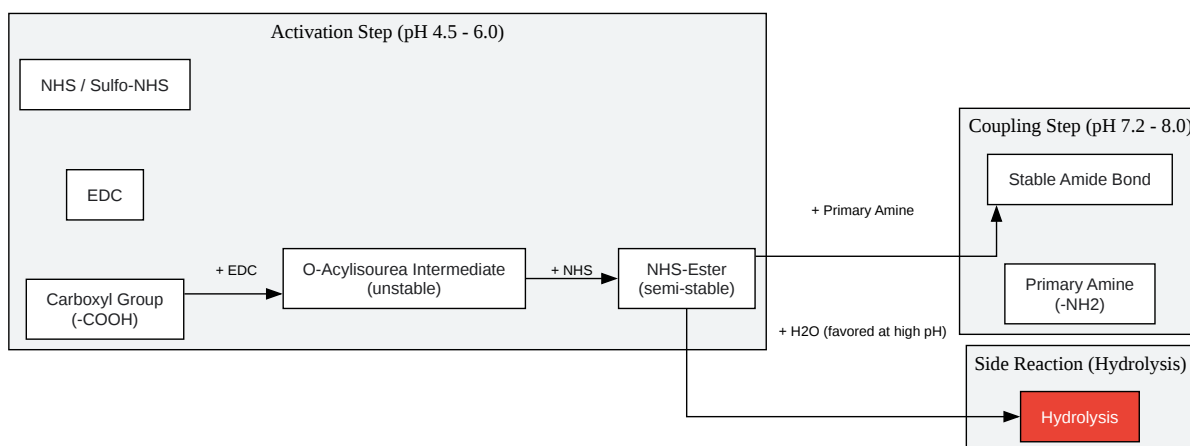 Activation Step (pH 4.5 - 6.0)
NHS / Sulfo-NHS
EDC
Carboxyl Group
(-COOH)
+ EDC
O-Acylisourea Intermediate
(unstable)
+ NHS
NHS-Ester
(semi-stable)
+ Primary Amine
+ H2O (favored at high pH)
Coupling Step (pH 7.2 - 8.0)
Stable Amide Bond
Primary Amine
(-NH2)
Side Reaction (Hydrolysis)
Hydrolysis